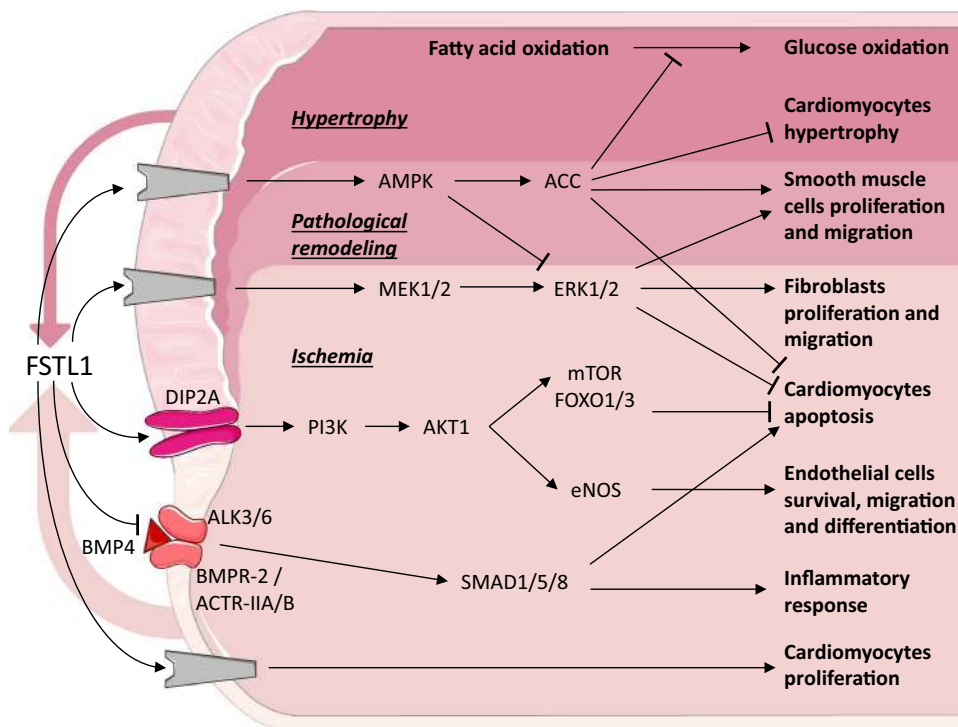 Fatty acid oxidation
Glucose oxidation
Cardiomyocytes
hypertrophy
Hypertrophy
AMPK
ACC
Smooth muscle
cells proliferation
and migration
Pathological
remodeling
MEK1/2
ERK1/2
Fibroblasts
proliferation and
migration
FSTL1
Ischemia
mTOR
FOXO1/3
Cardiomyocytes
apoptosis
DIP2A
PI3K
AKT1
eNOS
Endothelial cells
survival, migration
and differentiation
ALK3/6
BMP4
BMPR-2 /
ACTR-IIA/B
SMAD1/5/8
Inflammatory
response
Cardiomyocytes
proliferation